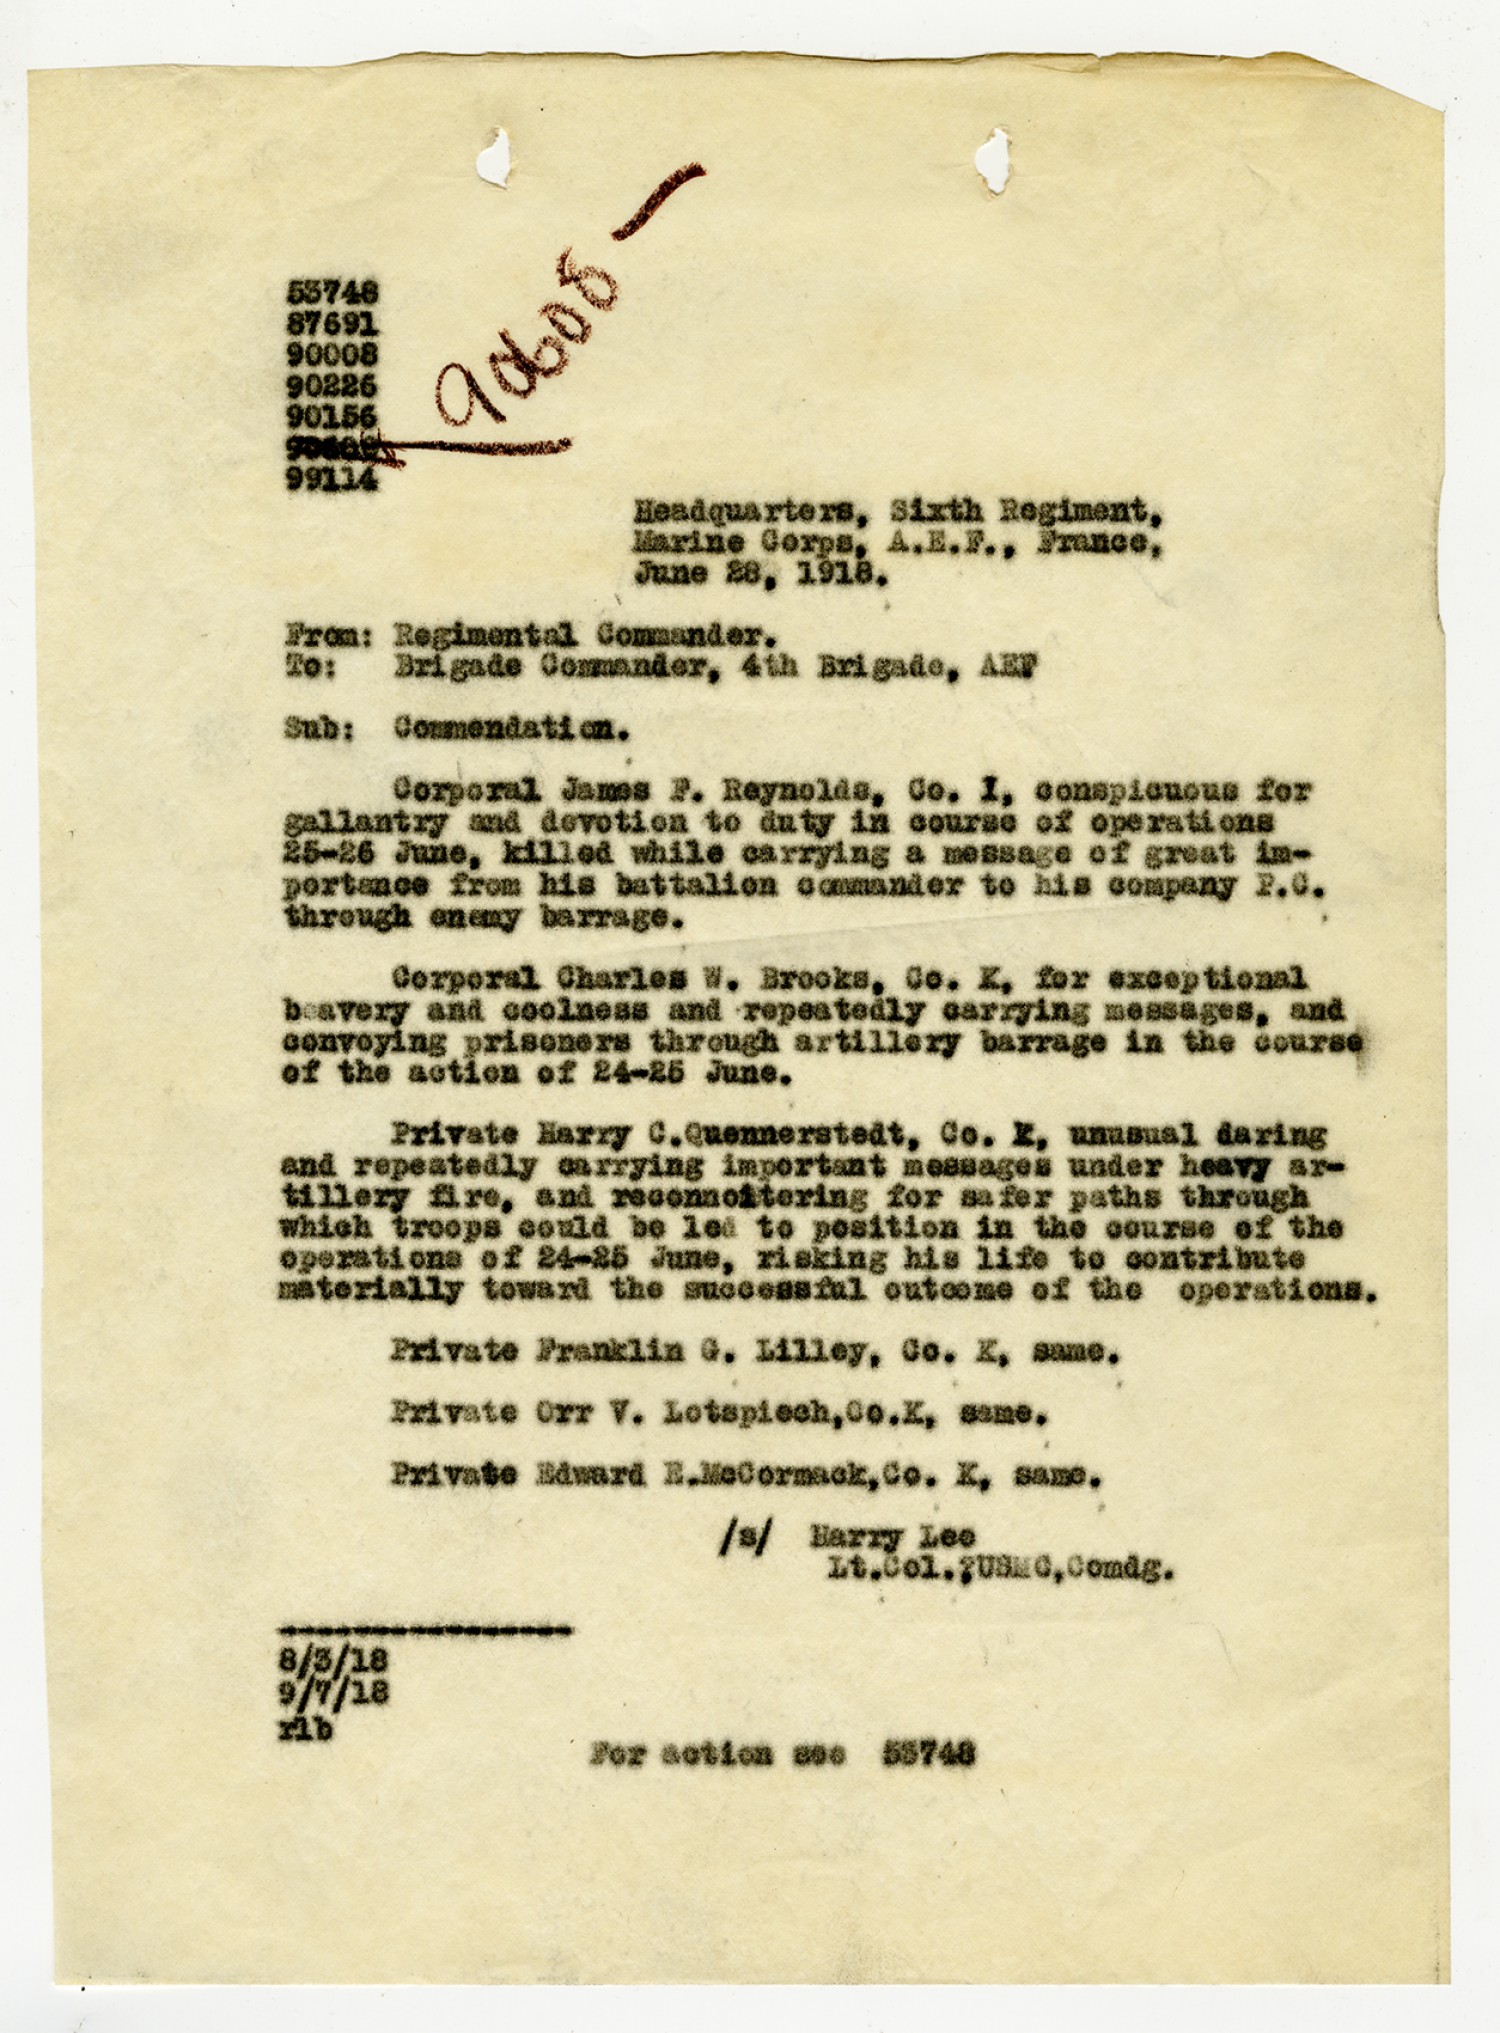 53748
87691
90008
90226
90156
99114
90608 —
Headquarters, Sixth Regiment,
Marine Corps, A.E.F., France,
June 28, 1918.
From: Regimental Commander.
To: Brigade Commander, 4th Brigade, AEF
Sub: Commendation.
Corporal James F. Reynolds, Co. I, conspicuous for
gallantry and devotion to duty in course of operations
25-26 June, killed while carrying a message of great im-
portance from his battalion commander to his company P.C.
through enemy barrage.
Corporal Charles W. Brooks, Co. K, for exceptional
beavery and coolness and repeatedly carrying messages, and
convoying prisoners through artillery barrage in the course
of the action of 24-25 June.
Private Harry C.Quennerstedt, Co. K, unusual daring
and repeatedly carrying important messages under heavy ar-
tillery fire, and reconnoitering for safer paths through
which troops could be led to position in the course of the
operations of 24-25 June, risking his life to contribute
materially toward the successful outcome of the operations.
Private Franklin G. Lilley, Co. K, same.
Private Orr V. Lotspiech,Co.K, same.
Private Edward E.McCormack,Co. K, same.
/s/ Harry Lee
Lt.Col.,USMC,Comdg.
-----------------
8/3/18
9/7/18
rlb
For action see 53748